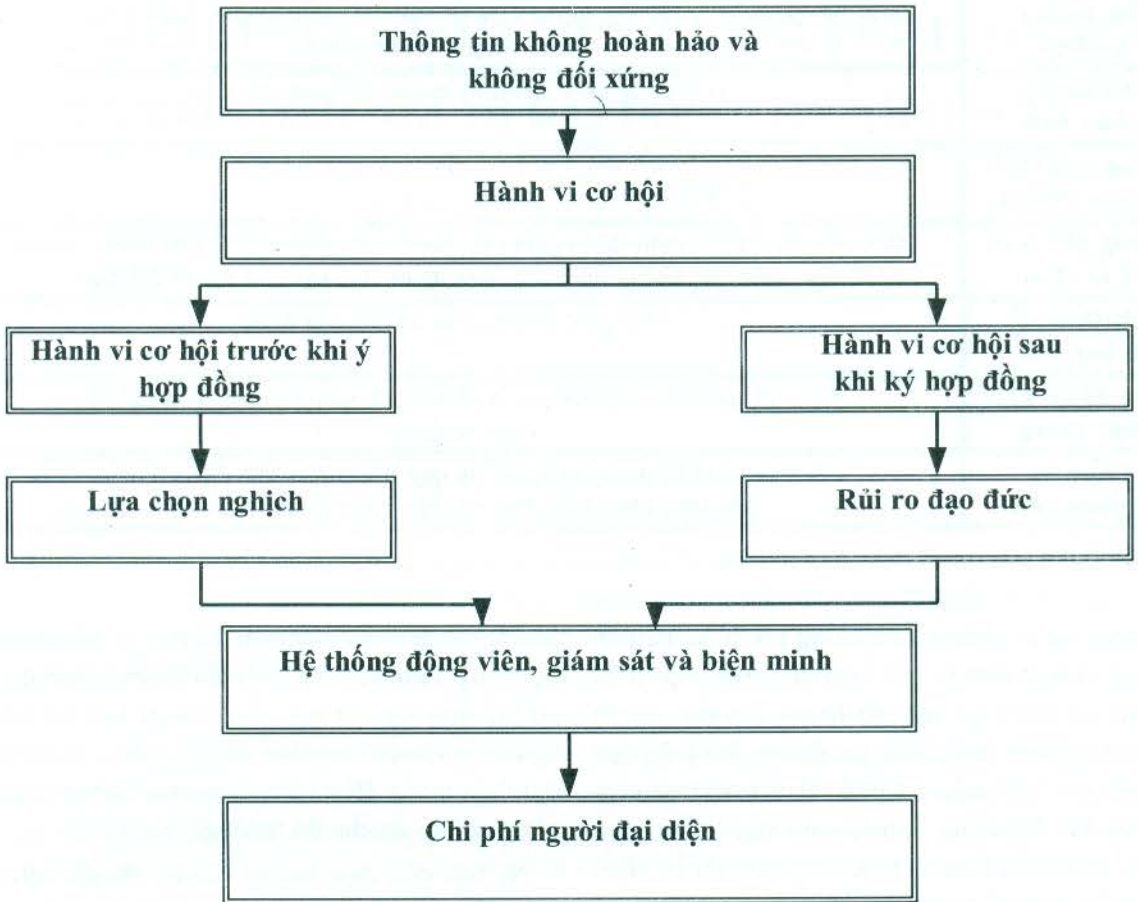 Thông tin không hoàn hảo và
không đối xứng
Hành vi cơ hội
Hành vi cơ hội trước khi ý
hợp đồng
Hành vi cơ hội sau
khi ký hợp đồng
Lựa chọn nghịch
Rủi ro đạo đức
Hệ thống động viên, giám sát và biện minh
Chi phí người đại diện